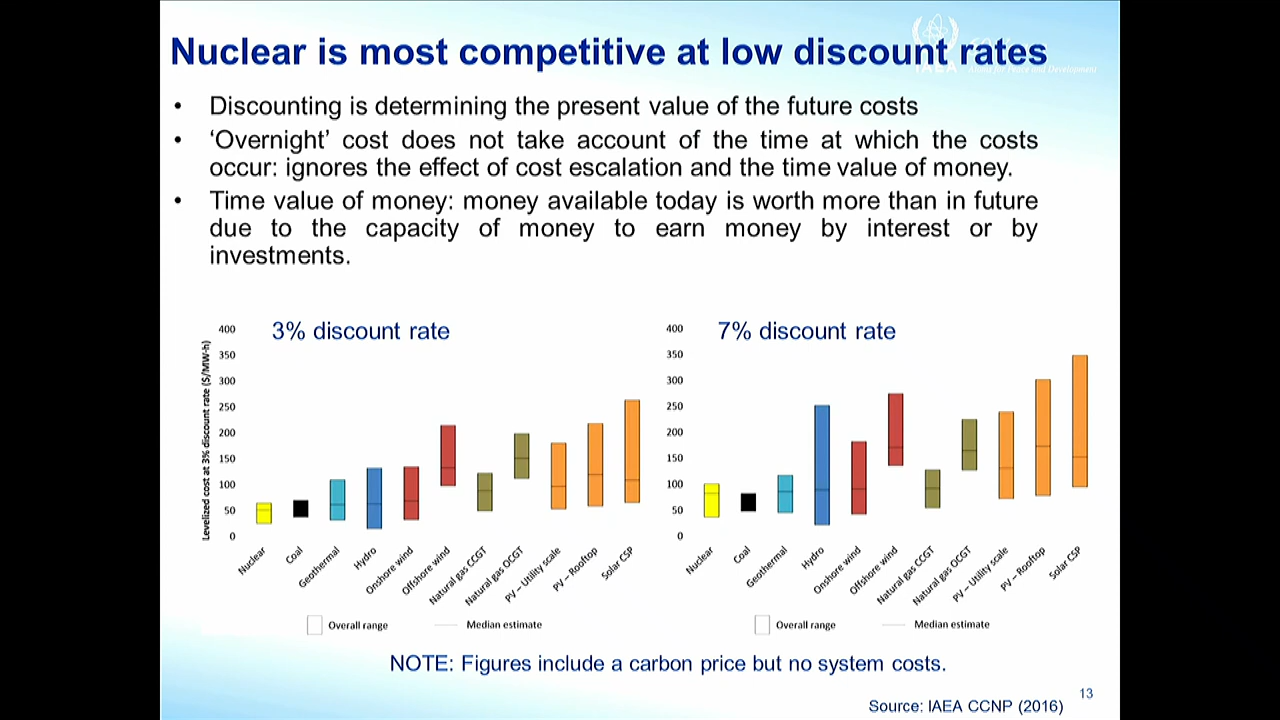 Nuclear is most competitive at low discount rates
IAEA
Atoms for Peace and Development
• Discounting is determining the present value of the future costs
• ‘Overnight’ cost does not take account of the time at which the costs
occur: ignores the effect of cost escalation and the time value of money.
• Time value of money: money available today is worth more than in future
due to the capacity of money to earn money by interest or by
investments.
3% discount rate
Levelized cost at 3% discount rate ($/MW·h)
400
350
300
250
200
150
100
50
0
Nuclear
Coal
Geothermal
Hydro
Onshore wind
Offshore wind
Natural gas CCGT
Natural gas OCGT
PV – Utility scale
PV – Rooftop
Solar CSP
Overall range
Median estimate
7% discount rate
400
350
300
250
200
150
100
50
0
Nuclear
Coal
Geothermal
Hydro
Onshore wind
Offshore wind
Natural gas CCGT
Natural gas OCGT
PV – Utility scale
PV – Rooftop
Solar CSP
Overall range
Median estimate
NOTE: Figures include a carbon price but no system costs.
13
Source: IAEA CCNP (2016)